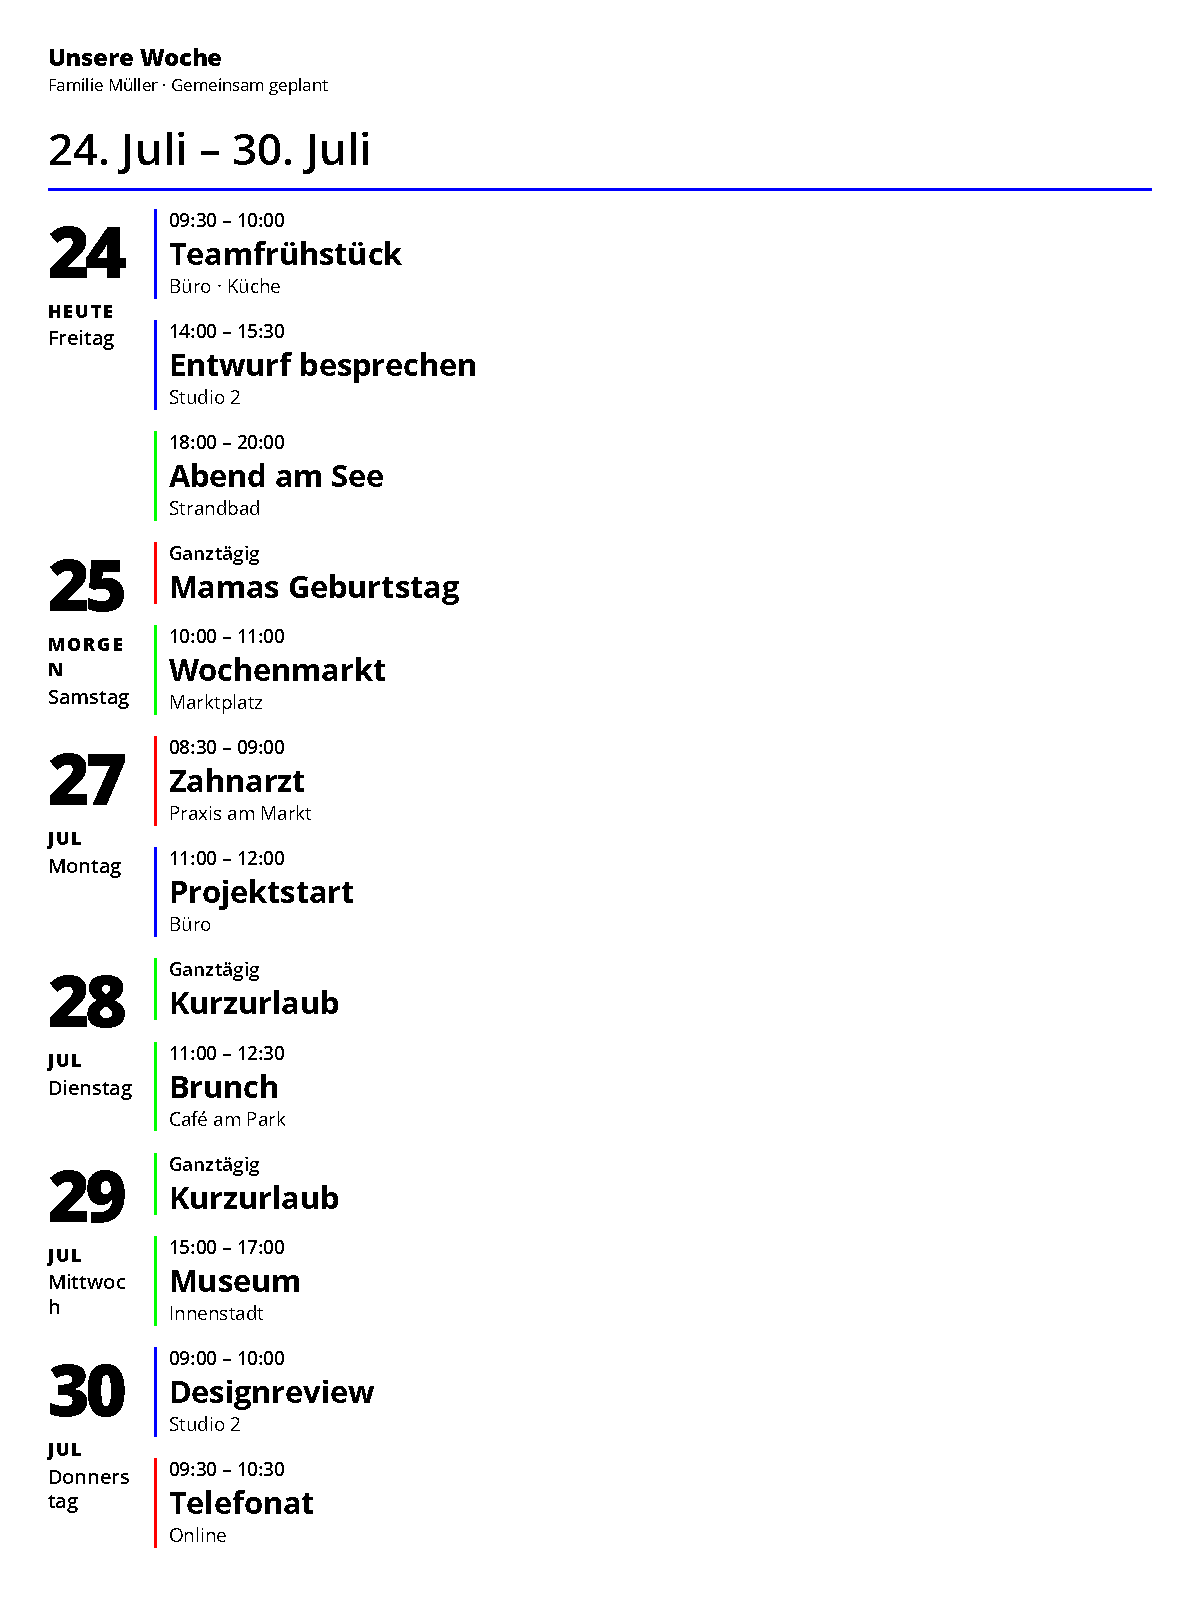 Unsere Woche
Familie Müller · Gemeinsam geplant
24. Juli – 30. Juli
24
HEUTE
Freitag
09:30 – 10:00
Teamfrühstück
Büro · Küche
14:00 – 15:30
Entwurf besprechen
Studio 2
18:00 – 20:00
Abend am See
Strandbad
25
MORGE
N
Samstag
Ganztägig
Mamas Geburtstag
10:00 – 11:00
Wochenmarkt
Marktplatz
27
JUL
Montag
08:30 – 09:00
Zahnarzt
Praxis am Markt
11:00 – 12:00
Projektstart
Büro
28
JUL
Dienstag
Ganztägig
Kurzurlaub
11:00 – 12:30
Brunch
Café am Park
29
JUL
Mittwoc
h
Ganztägig
Kurzurlaub
15:00 – 17:00
Museum
Innenstadt
30
JUL
Donners
tag
09:00 – 10:00
Designreview
Studio 2
09:30 – 10:30
Telefonat
Online